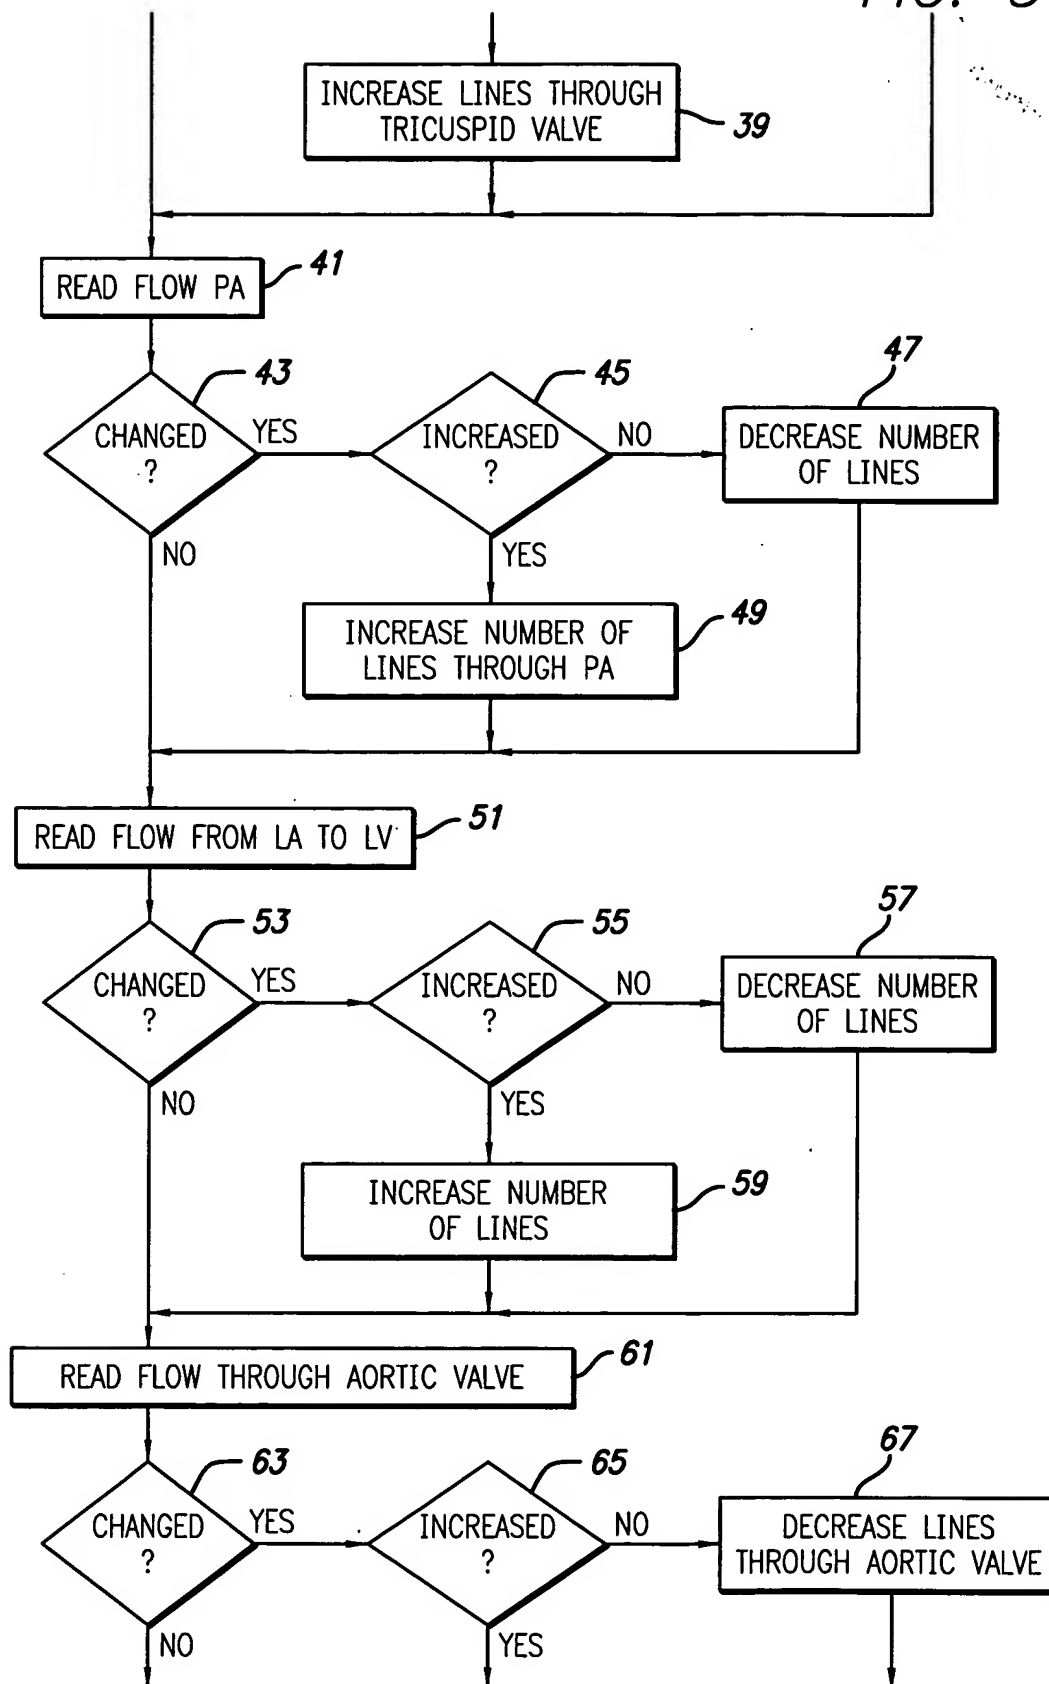 INCREASE LINES THROUGH
TRICUSPID VALVE
39
READ FLOW PA
41
CHANGED
?
43
YES
NO
INCREASED
?
45
NO
YES
DECREASE NUMBER
OF LINES
47
INCREASE NUMBER OF
LINES THROUGH PA
49
READ FLOW FROM LA TO LV
51
CHANGED
?
53
YES
NO
INCREASED
?
55
NO
YES
DECREASE NUMBER
OF LINES
57
INCREASE NUMBER
OF LINES
59
READ FLOW THROUGH AORTIC VALVE
61
CHANGED
?
63
YES
NO
INCREASED
?
65
NO
YES
DECREASE LINES
THROUGH AORTIC VALVE
67